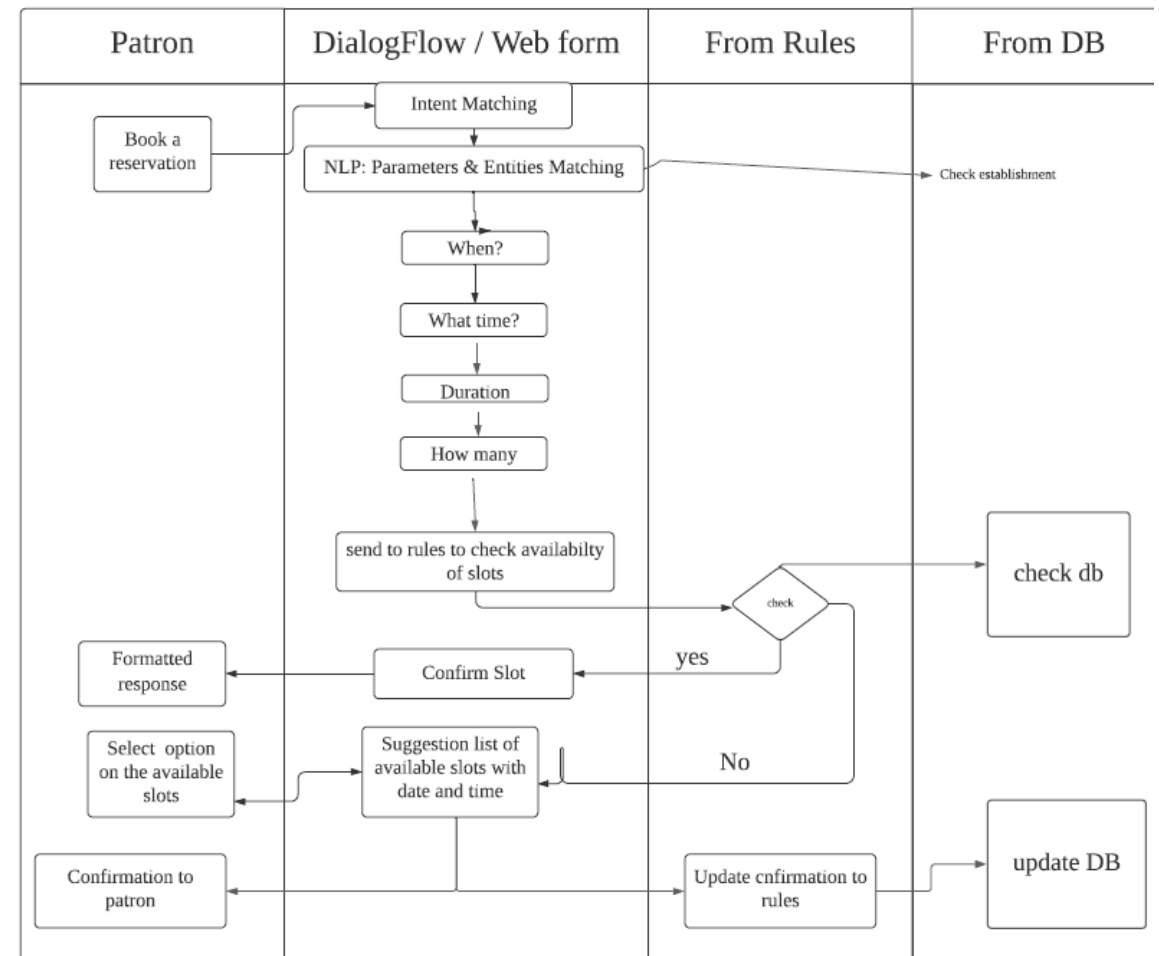 Patron
DialogFlow / Web form
From Rules
From DB
Intent Matching
Book a
reservation
NLP: Parameters & Entities Matching
Check establishment
When?
What time?
Duration
How many
send to rules to check availabilty
of slots
check
check db
Formatted
response
Confirm Slot
yes
Select option
on the available
slots
Suggestion list of
available slots with
date and time
No
Confirmation to
patron
Update cnfirmation to
rules
update DB